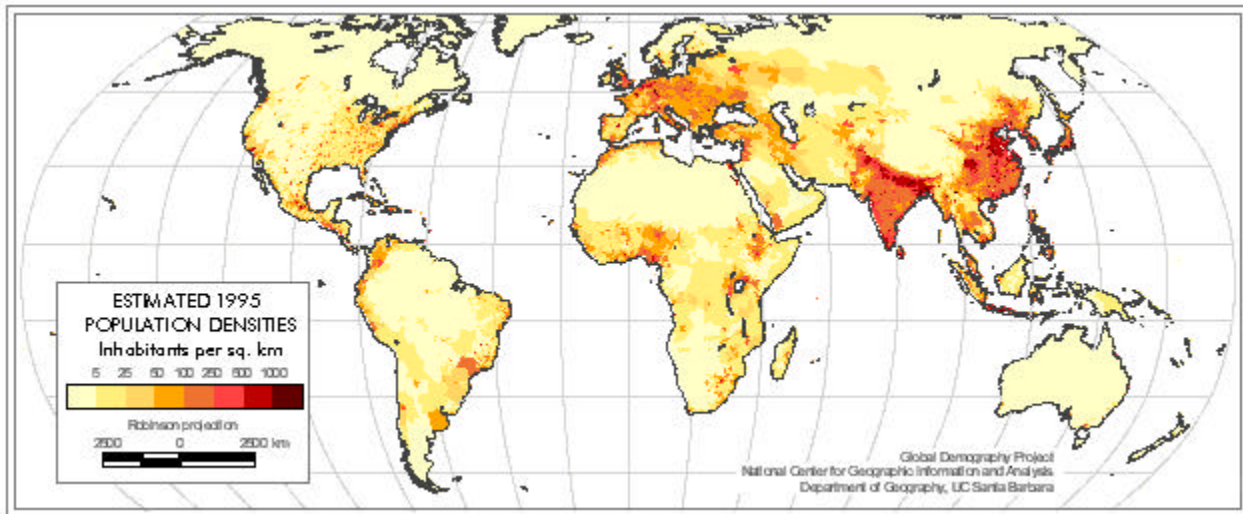 ESTIMATED 1995
POPULATION DENSITIES
Inhabitants per sq. km
5 25 50 100 250 500 1000
Robinson projection
2500 0 2500 km
Global Demography Project
National Center for Geographic Information and Analysis
Department of Geography, UC Santa Barbara